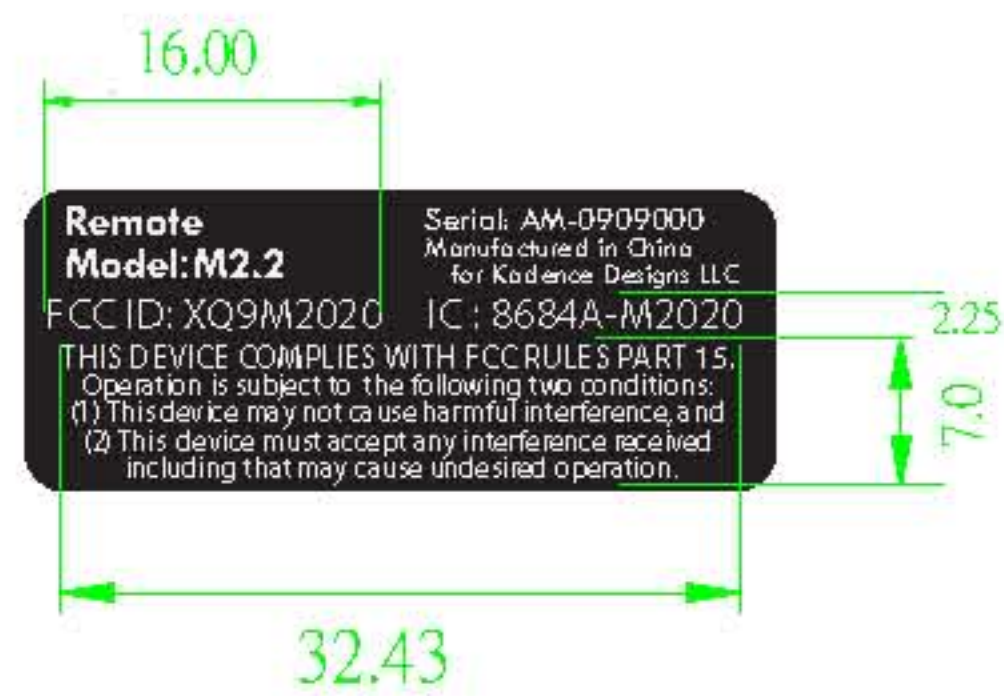 16.00
Remote
Model: M2.2
Serial: AM-0909000
Manufactured in China
for Kadence Designs LLC
FCC ID: XQ9M2020 IC: 8684A-M2020
2.25
THIS DEVICE COMPLIES WITH FCC RULES PART 15.
Operation is subject to the following two conditions:
(1) This device may not cause harmful interference, and
(2) This device must accept any interference received
including that may cause undesired operation.
7.0
32.43